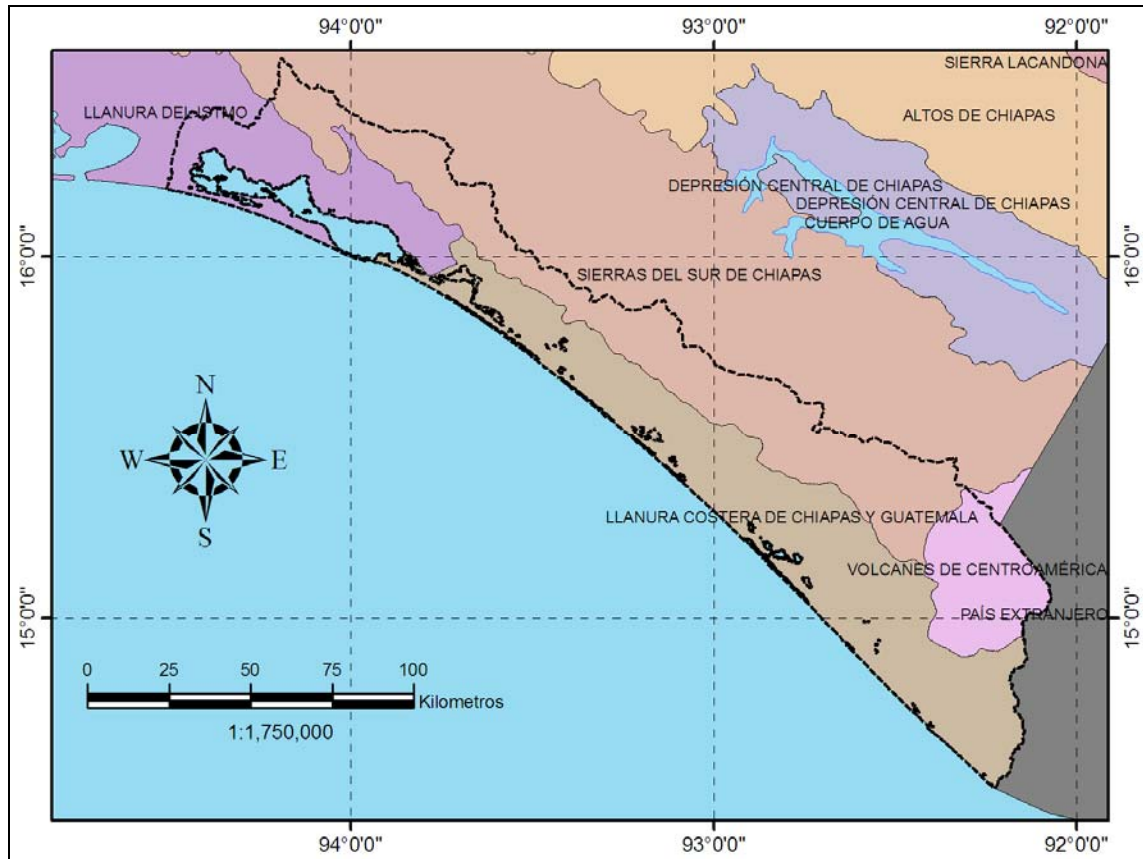 94°0'0"
93°0'0"
92°0'0"
SIERRA LACANDONA
LLANURA DEL ISTMO
ALTOS DE CHIAPAS
DEPRESIÓN CENTRAL DE CHIAPAS
DEPRESIÓN CENTRAL DE CHIAPAS
CUERPO DE AGUA
16°0'0"
16°0'0"
SIERRAS DEL SUR DE CHIAPAS
N
W
E
S
LLANURA COSTERA DE CHIAPAS Y GUATEMALA
VOLCANES DE CENTROAMÉRICA
PAÍS EXTRANJERO
15°0'0"
15°0'0"
0 25 50 75 100
Kilometros
1:1,750,000
94°0'0"
93°0'0"
92°0'0"